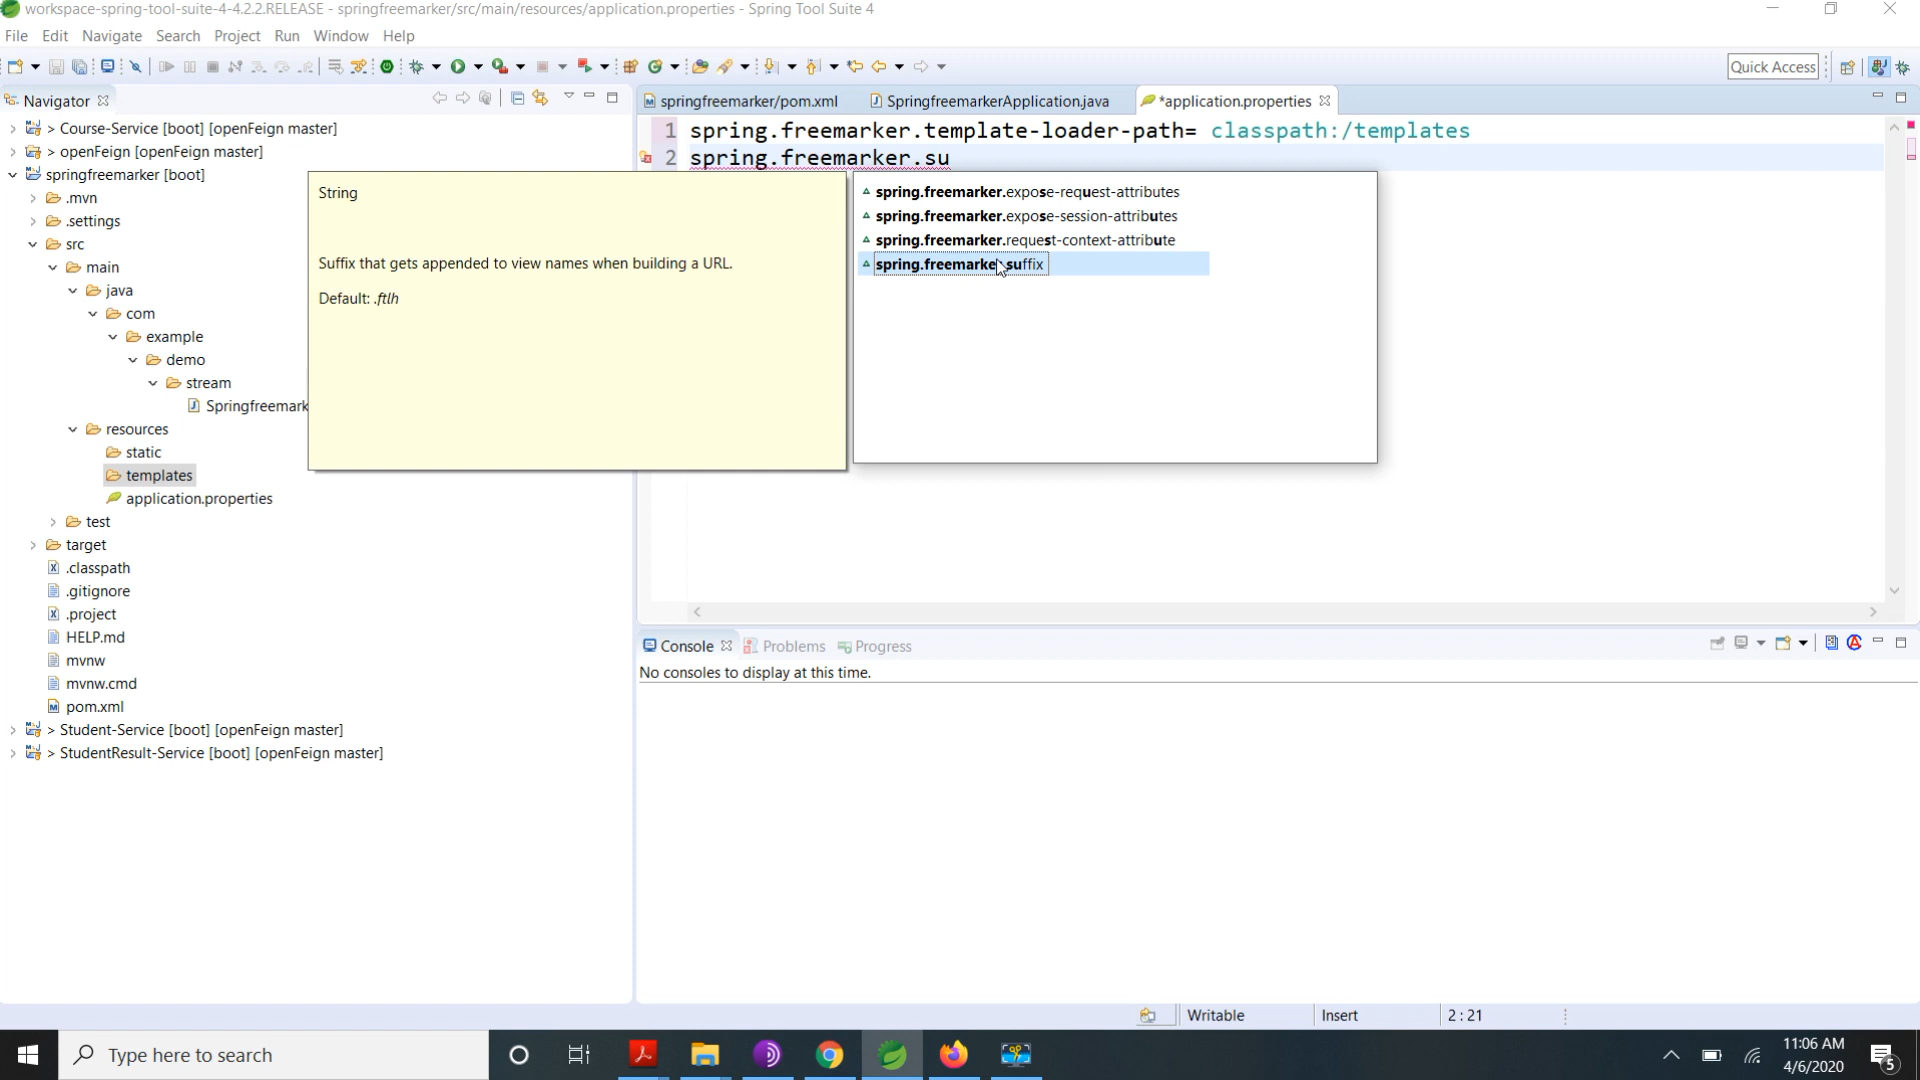 workspace-spring-tool-suite-4-4.2.2.RELEASE - springfreemarker/src/main/resources/application.properties - Spring Tool Suite 4
File Edit Navigate Search Project Run Window Help
Quick Access
Navigator
> Course-Service [boot] [openFeign master]
> openFeign [openFeign master]
springfreemarker [boot]
.mvn
.settings
src
main
java
com
example
demo
stream
Springfreemark
resources
static
templates
application.properties
test
target
.classpath
.gitignore
.project
HELP.md
mvnw
mvnw.cmd
pom.xml
> Student-Service [boot] [openFeign master]
> StudentResult-Service [boot] [openFeign master]
springfreemarker/pom.xml SpringfreemarkerApplication.java *application.properties
1 spring.freemarker.template-loader-path= classpath:/templates
2 spring.freemarker.su
String
Suffix that gets appended to view names when building a URL.
Default: .ftlh
spring.freemarker.expose-request-attributes
spring.freemarker.expose-session-attributes
spring.freemarker.request-context-attribute
spring.freemarker.suffix
Console Problems Progress
No consoles to display at this time.
Writable Insert 2 : 21
Type here to search
11:06 AM
4/6/2020
5